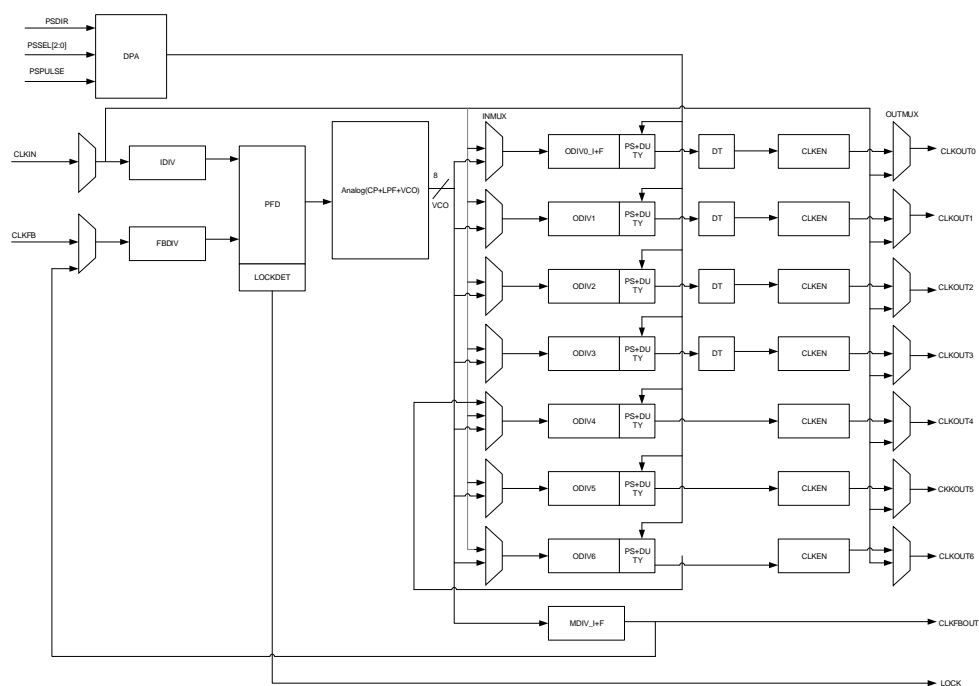 PSDIR
PSSEL[2:0]
PSPULSE
DPA
INMUX
OUTMUX
CLKIN
IDIV
PFD
LOCKDET
Analog(CP+LPF+VCO)
8
VCO
CLKFB
FBDIV
ODIV0_I+F
PS+DU
TY
DT
CLKEN
CLKOUT0
ODIV1
PS+DU
TY
DT
CLKEN
CLKOUT1
ODIV2
PS+DU
TY
DT
CLKEN
CLKOUT2
ODIV3
PS+DU
TY
DT
CLKEN
CLKOUT3
ODIV4
PS+DU
TY
CLKEN
CLKOUT4
ODIV5
PS+DU
TY
CLKEN
CKKOUT5
ODIV6
PS+DU
TY
CLKEN
CLKOUT6
MDIV_I+F
CLKFBOUT
LOCK